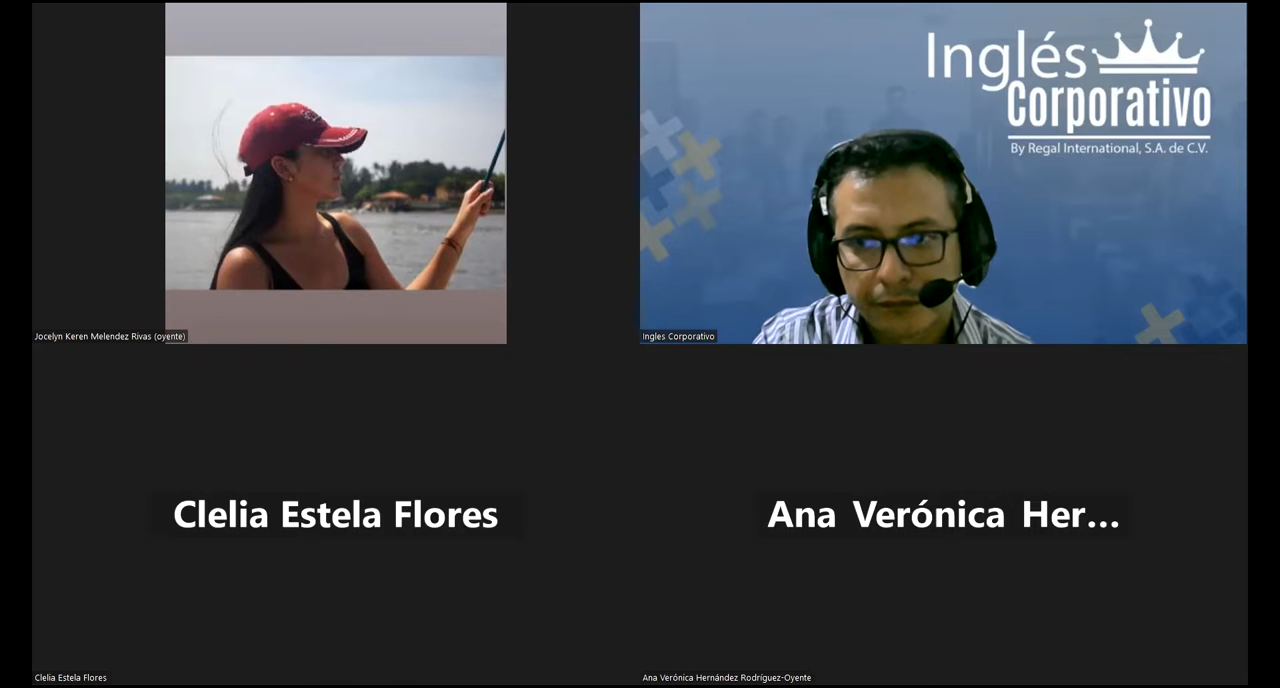 Inglés
Corporativo
By Regal International, S.A. de C.V.
Jocelyn Keren Melendez Rivas (oyente)
Ingles Corporativo
Clelia Estela Flores
Ana Verónica Her...
Clelia Estela Flores
Ana Verónica Hernández Rodríguez-Oyente